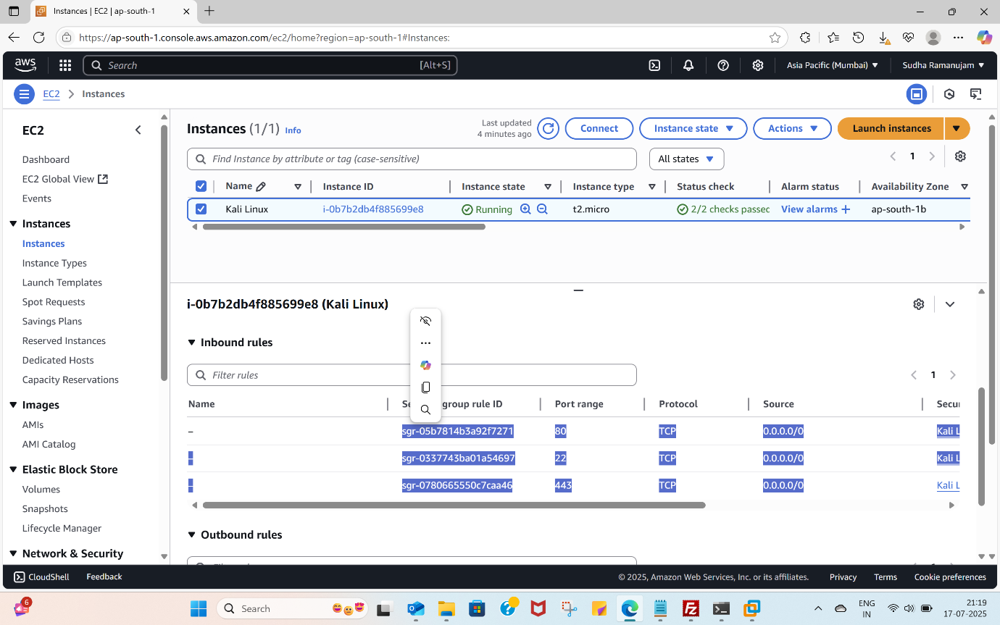 Instances | EC2 | ap-south-1
https://ap-south-1.console.aws.amazon.com/ec2/home?region=ap-south-1#Instances:
aws
Search [Alt+S]
Asia Pacific (Mumbai)
Sudha Ramanujam
EC2 Instances
EC2
Dashboard
EC2 Global View
Events
Instances
Instances
Instance Types
Launch Templates
Spot Requests
Savings Plans
Reserved Instances
Dedicated Hosts
Capacity Reservations
Images
AMIs
AMI Catalog
Elastic Block Store
Volumes
Snapshots
Lifecycle Manager
Network & Security
Instances (1/1) Info
Last updated
4 minutes ago
Connect
Instance state
Actions
Launch instances
Find Instance by attribute or tag (case-sensitive)
All states
1
Name Instance ID Instance state Instance type Status check Alarm status Availability Zone
Kali Linux i-0b7b2db4f885699e8 Running t2.micro 2/2 checks passec View alarms + ap-south-1b
i-0b7b2db4f885699e8 (Kali Linux)
Inbound rules
Filter rules
1
Name Se group rule ID Port range Protocol Source Secu
– sgr-05b7814b3a92f7271 80 TCP 0.0.0.0/0 Kali L
– sgr-0337743ba01a54697 22 TCP 0.0.0.0/0 Kali L
– sgr-0780665550c7caa46 443 TCP 0.0.0.0/0 Kali L
Outbound rules
CloudShell Feedback © 2025, Amazon Web Services, Inc. or its affiliates. Privacy Terms Cookie preferences
6
Search
ENG
IN
21:19
17-07-2025